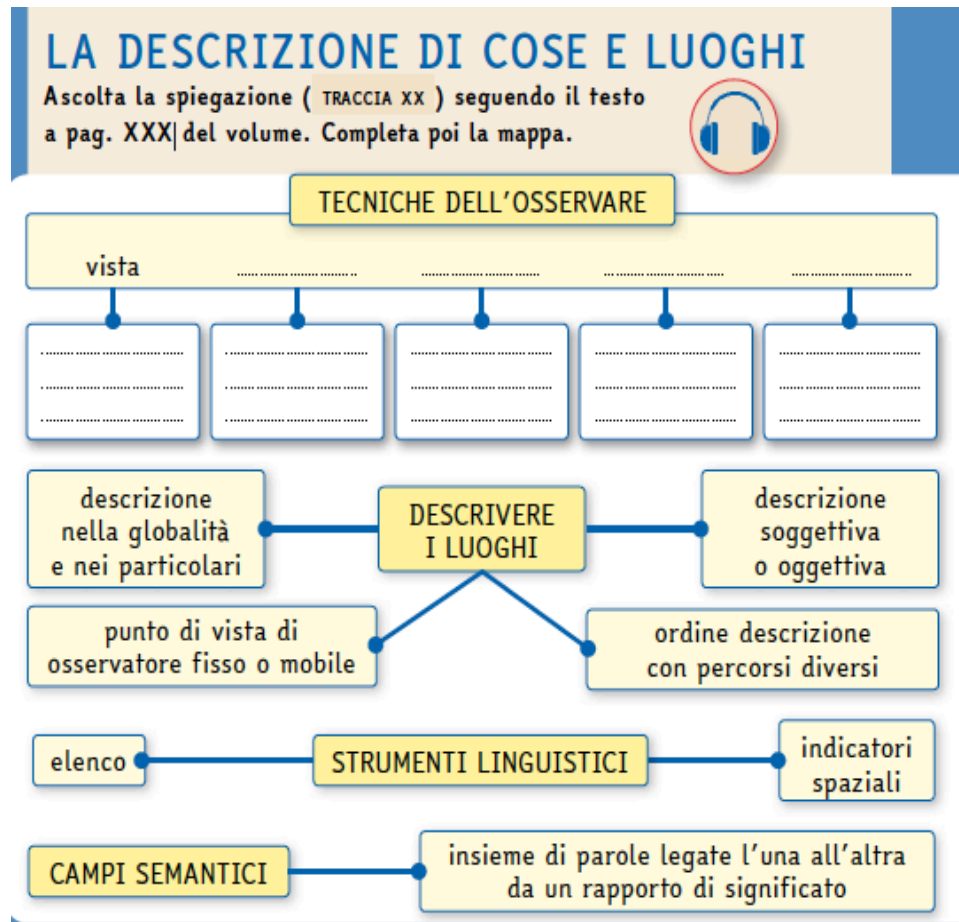 LA DESCRIZIONE DI COSE E LUOGHI
Ascolta la spiegazione ( TRACCIA XX ) seguendo il testo
a pag. XXX| del volume. Completa poi la mappa.
TECNICHE DELL'OSSERVARE
vista ........................ ........................ ........................ ........................
........................ ........................ ........................ ........................ ........................
........................ ........................ ........................ ........................ ........................
........................ ........................ ........................ ........................ ........................
descrizione
nella globalità
e nei particolari
DESCRIVERE
I LUOGHI
descrizione
soggettiva
o oggettiva
punto di vista di
osservatore fisso o mobile
ordine descrizione
con percorsi diversi
elenco
STRUMENTI LINGUISTICI
indicatori
spaziali
CAMPI SEMANTICI
insieme di parole legate l'una all'altra
da un rapporto di significato